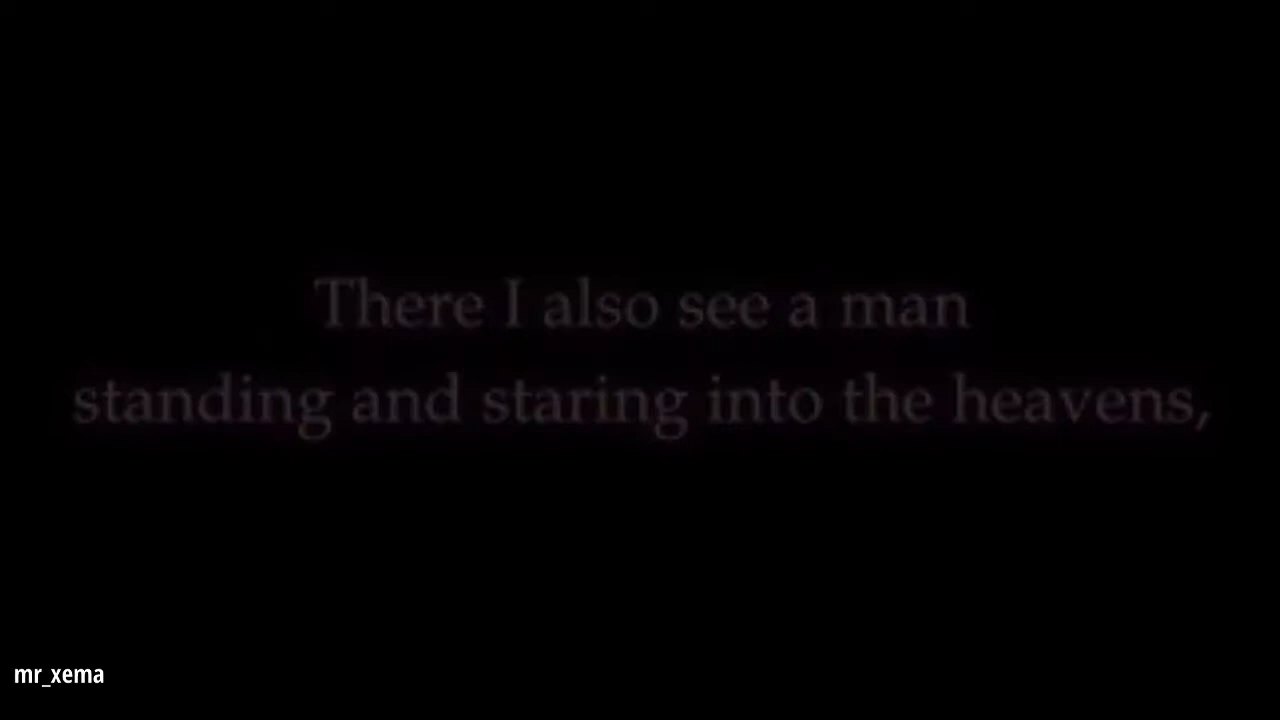 There I also see a man
standing and staring into the heavens,
mr_xema